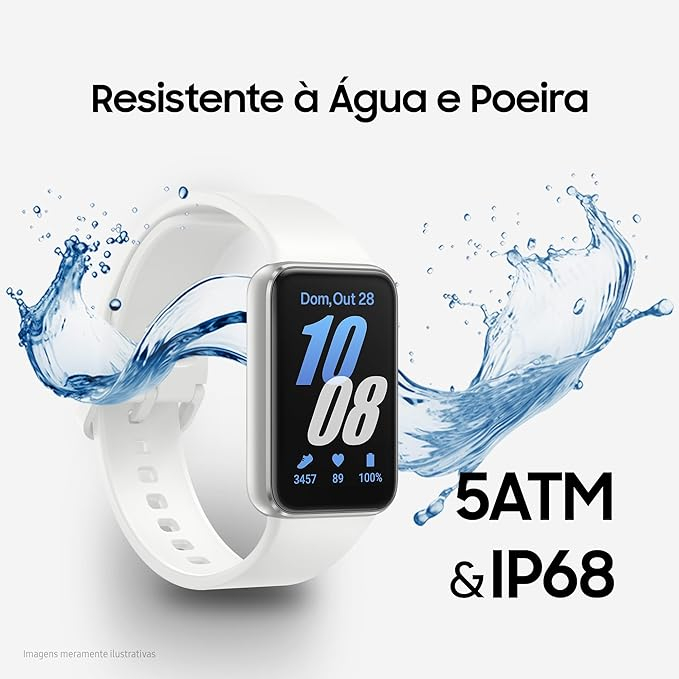 Resistente à Água e Poeira
Dom,Out 28
10
08
3457 89 100%
5ATM
&IP68
Imagens meramente ilustrativas